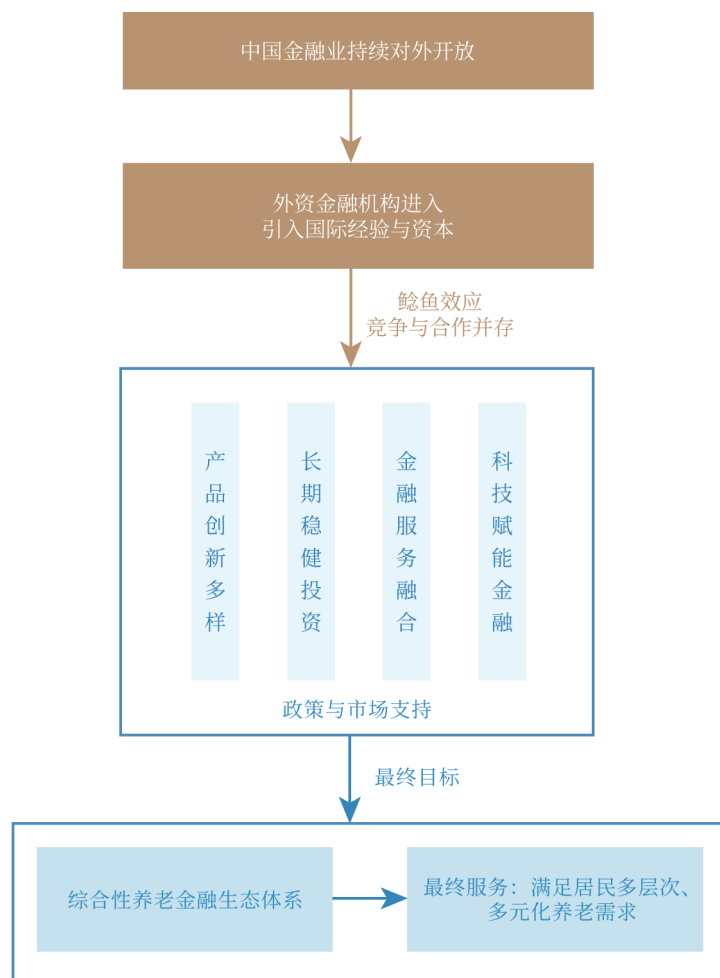 中国金融业持续对外开放
外资金融机构进入
引入国际经验与资本
鲶鱼效应
竞争与合作并存
产品创新多样
长期稳健投资
金融服务融合
科技赋能金融
政策与市场支持
最终目标
综合性养老金融生态体系
最终服务：满足居民多层次、
多元化养老需求